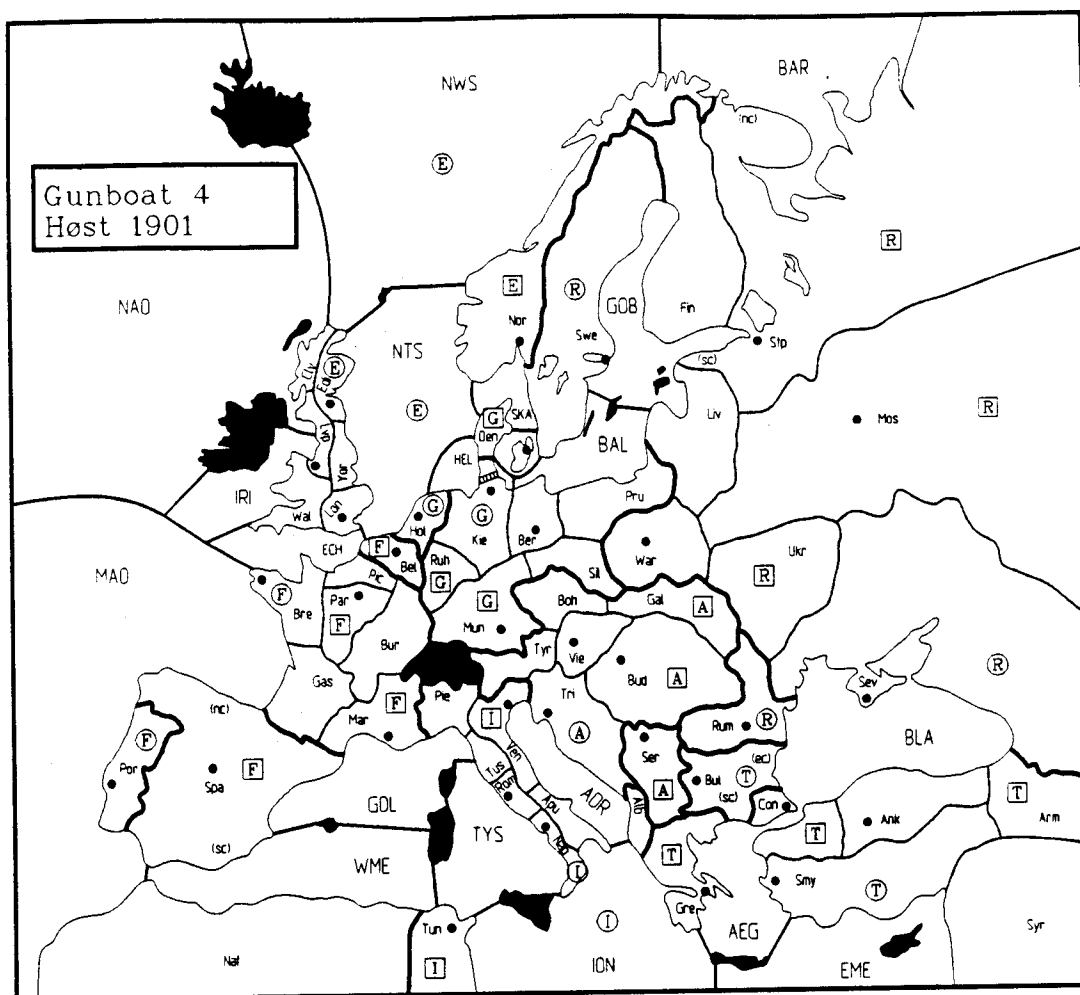 NWS
BAR
(nc)
E
Gunboat 4
Høst 1901
R
E
R
NAO
GOB
Fin
Nor
Swe
Stp
NTS
(sc)
E
Edi
Liv
E
SKA
G
Den
Liv
Mos
R
BAL
HEL
Lvp
Yor
IRI
Pru
G
G
Wal
Lon
Hol
Kie
Ber
War
Ukr
ECH
F
Bel
Ruh
Pic
Sil
R
MAO
G
F
Par
Boh
Gal
A
Bre
F
G
Mun
Bur
Tyr
Vie
R
Bud
A
Sev
Gas
Pie
Tri
(nc)
Mar
F
I
Rum
R
F
Ven
A
Ser
BLA
(ec)
Por
Spa
F
Tus
Bul
T
(sc)
Rom
ADR
A
Con
T
GOL
Apu
Alb
T
Ank
Arm
TYS
Nap
T
(sc)
WME
Smy
T
I
Gre
Tun
I
AEG
Syr
Naf
I
ION
EME